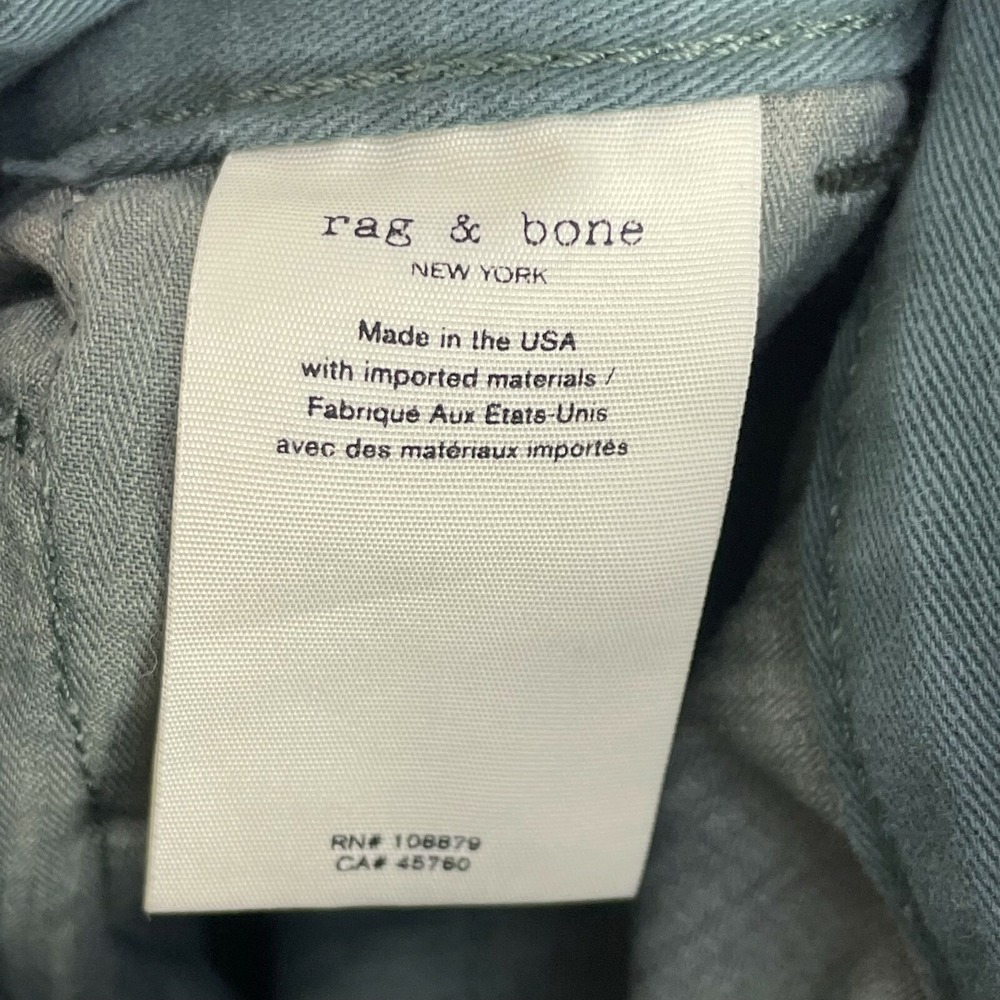 rag & bone
NEW YORK
Made in the USA
with imported materials /
Fabriqué Aux Etats-Unis
avec des matériaux importés
RN# 108879
CA# 45760